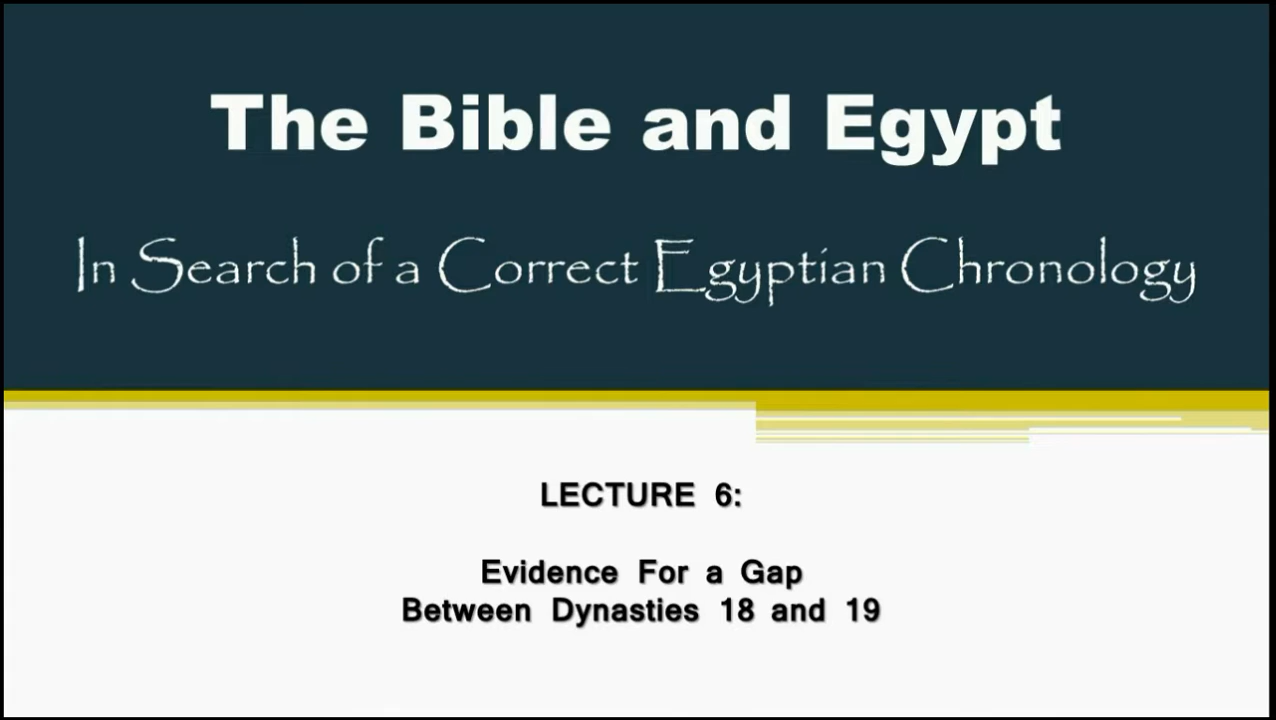 The Bible and Egypt
In Search of a Correct Egyptian Chronology
LECTURE 6:
Evidence For a Gap
Between Dynasties 18 and 19